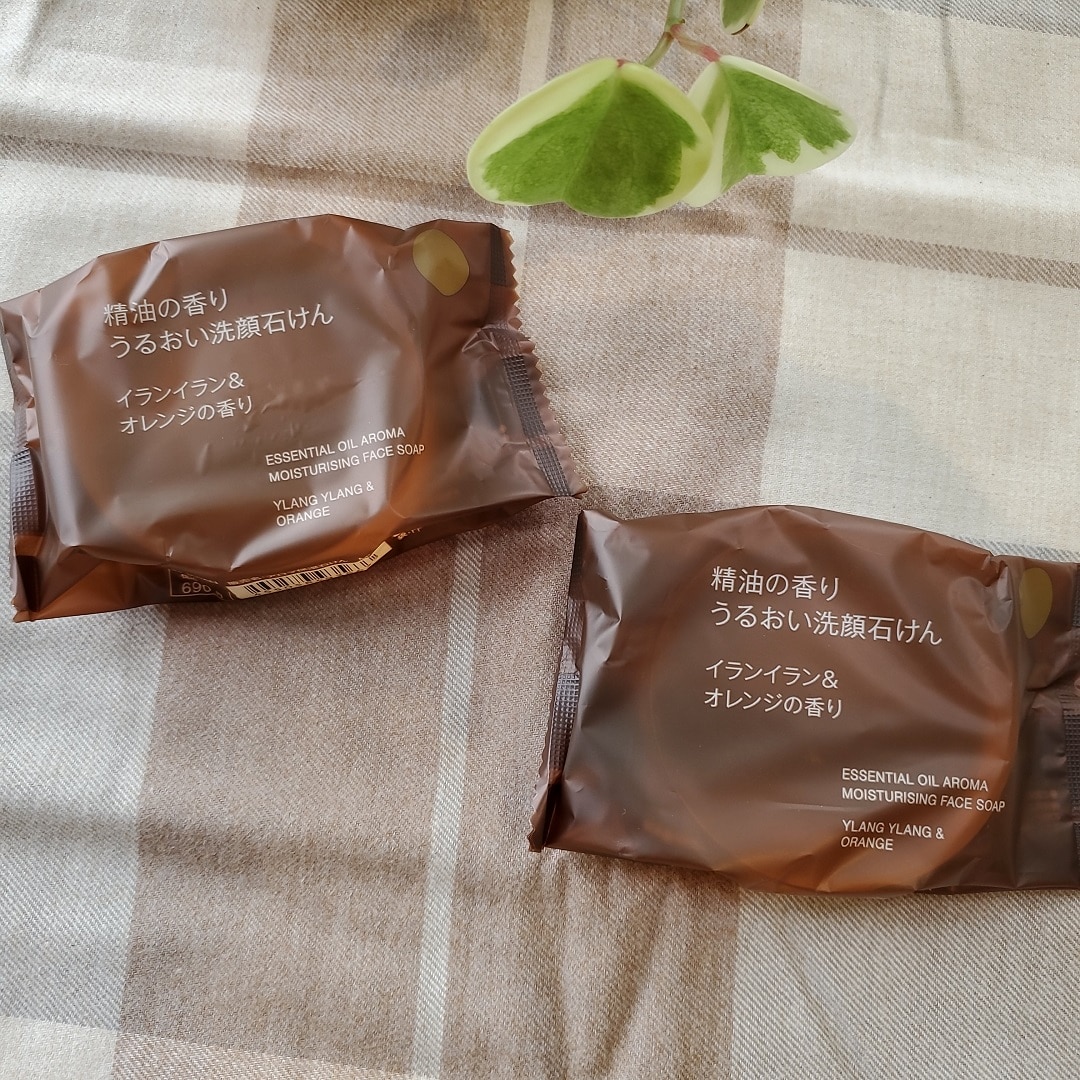 精油の香り
うるおい洗顔石けん
イランイラン&
オレンジの香り
ESSENTIAL OIL AROMA
MOISTURISING FACE SOAP
YLANG YLANG &
ORANGE
696
精油の香り
うるおい洗顔石けん
イランイラン&
オレンジの香り
ESSENTIAL OIL AROMA
MOISTURISING FACE SOAP
YLANG YLANG &
ORANGE